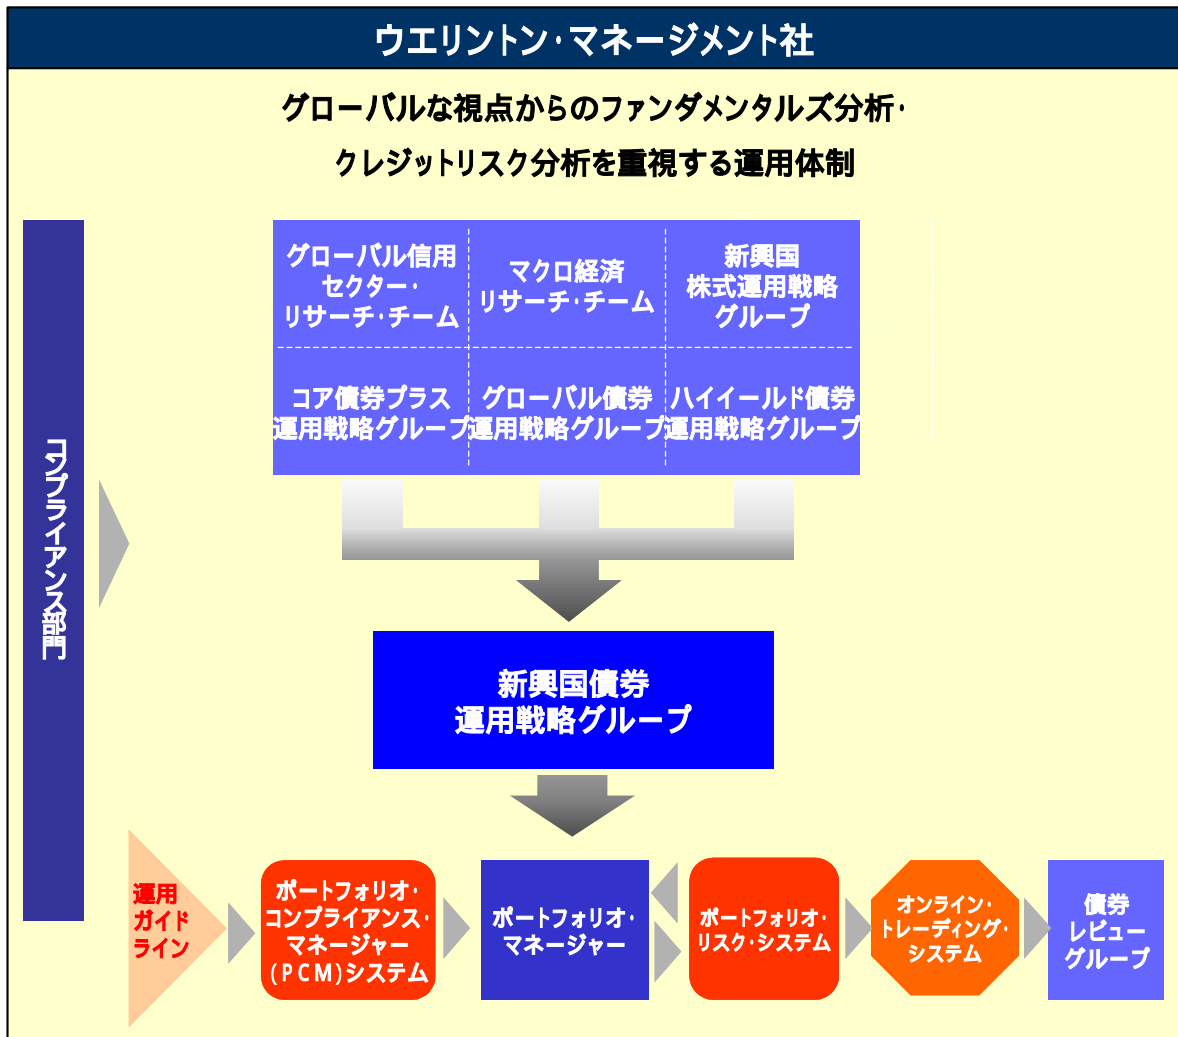 ウエリントン・マネージメント社
グローバルな視点からのファンダメンタルズ分析・
クレジットリスク分析を重視する運用体制
グローバル信用
セクター・
リサーチ・チーム
マクロ経済
リサーチ・チーム
新興国
株式運用戦略
グループ
コア債券プラス
運用戦略グループ
グローバル債券
運用戦略グループ
ハイイールド債券
運用戦略グループ
コンプライアンス部門
新興国債券
運用戦略グループ
運用
ガイド
ライン
ポートフォリオ・
コンプライアンス・
マネージャー
(PCM)システム
ポートフォリオ・
マネージャー
ポートフォリオ・
リスク・システム
オンライン・
トレーディング・
システム
債券
レビュー
グループ